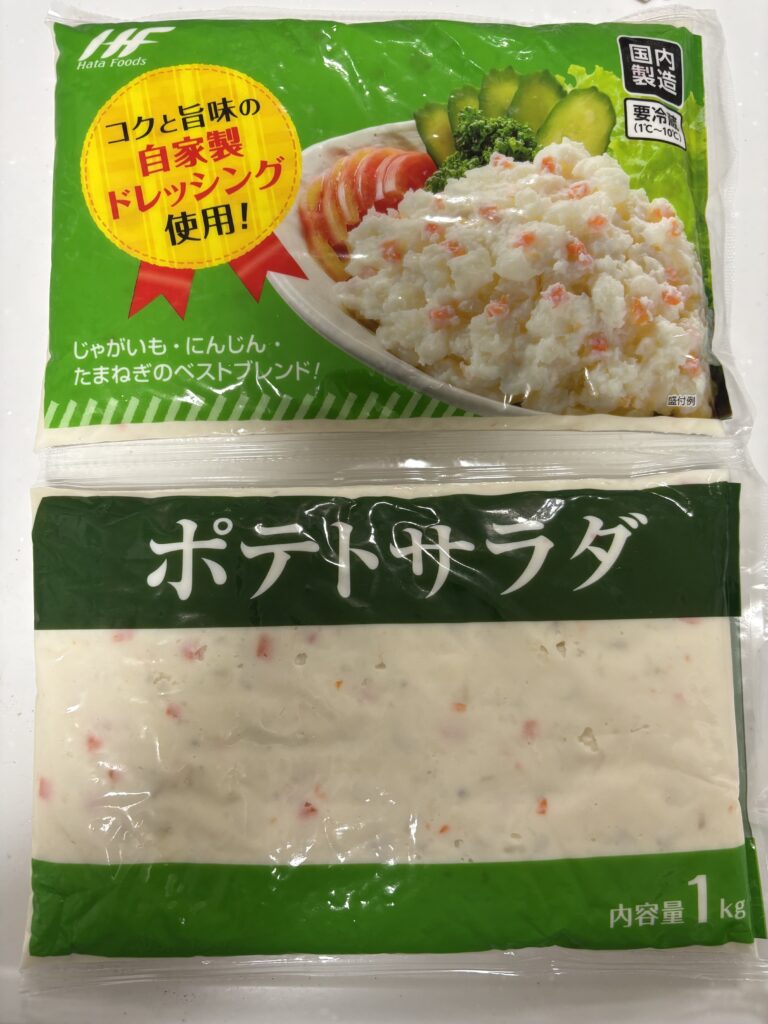 HF
Hata Foods
国内
製造
要冷蔵
(1℃~10℃)
コクと旨味の
自家製
ドレッシング
使用!
じゃがいも・にんじん・
たまねぎのベストブレンド!
盛付例
ポテトサラダ
内容量1kg